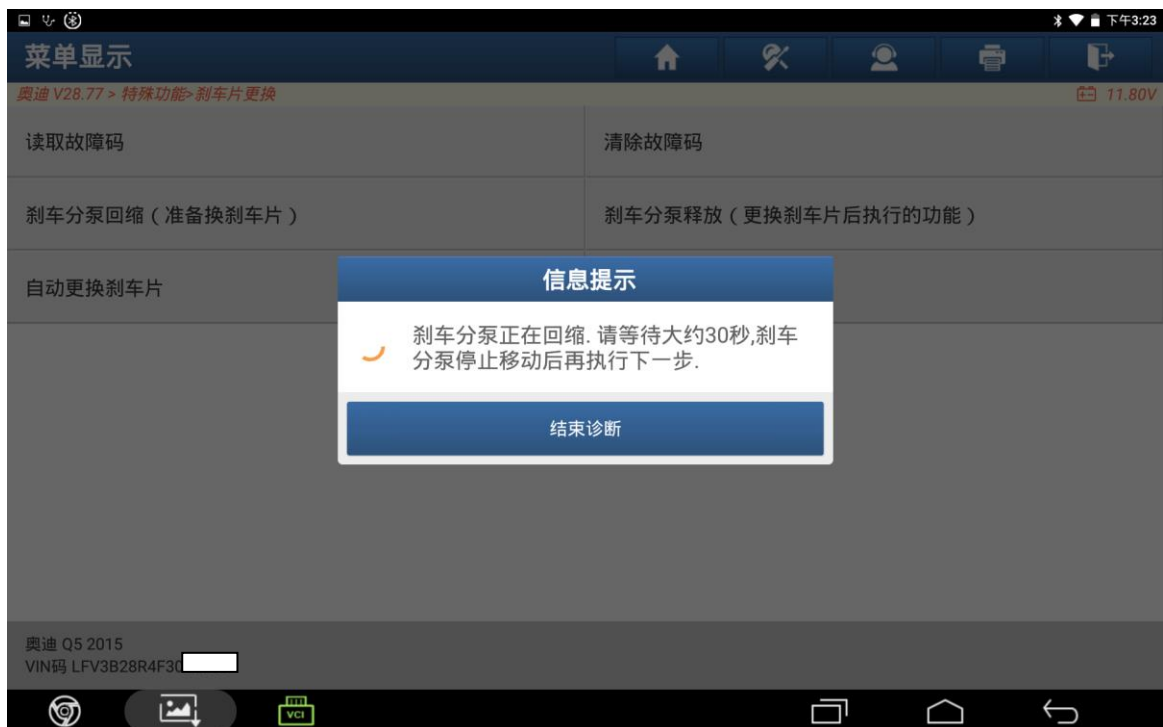 下午3:23
菜单显示
奥迪 V28.77 > 特殊功能>刹车片更换
11.80V
读取故障码
清除故障码
刹车分泵回缩（准备换刹车片）
刹车分泵释放（更换刹车片后执行的功能）
自动更换刹车片
信息提示
刹车分泵正在回缩. 请等待大约30秒,刹车
分泵停止移动后再执行下一步.
结束诊断
奥迪 Q5 2015
VIN码 LFV3B28R4F30
VCI